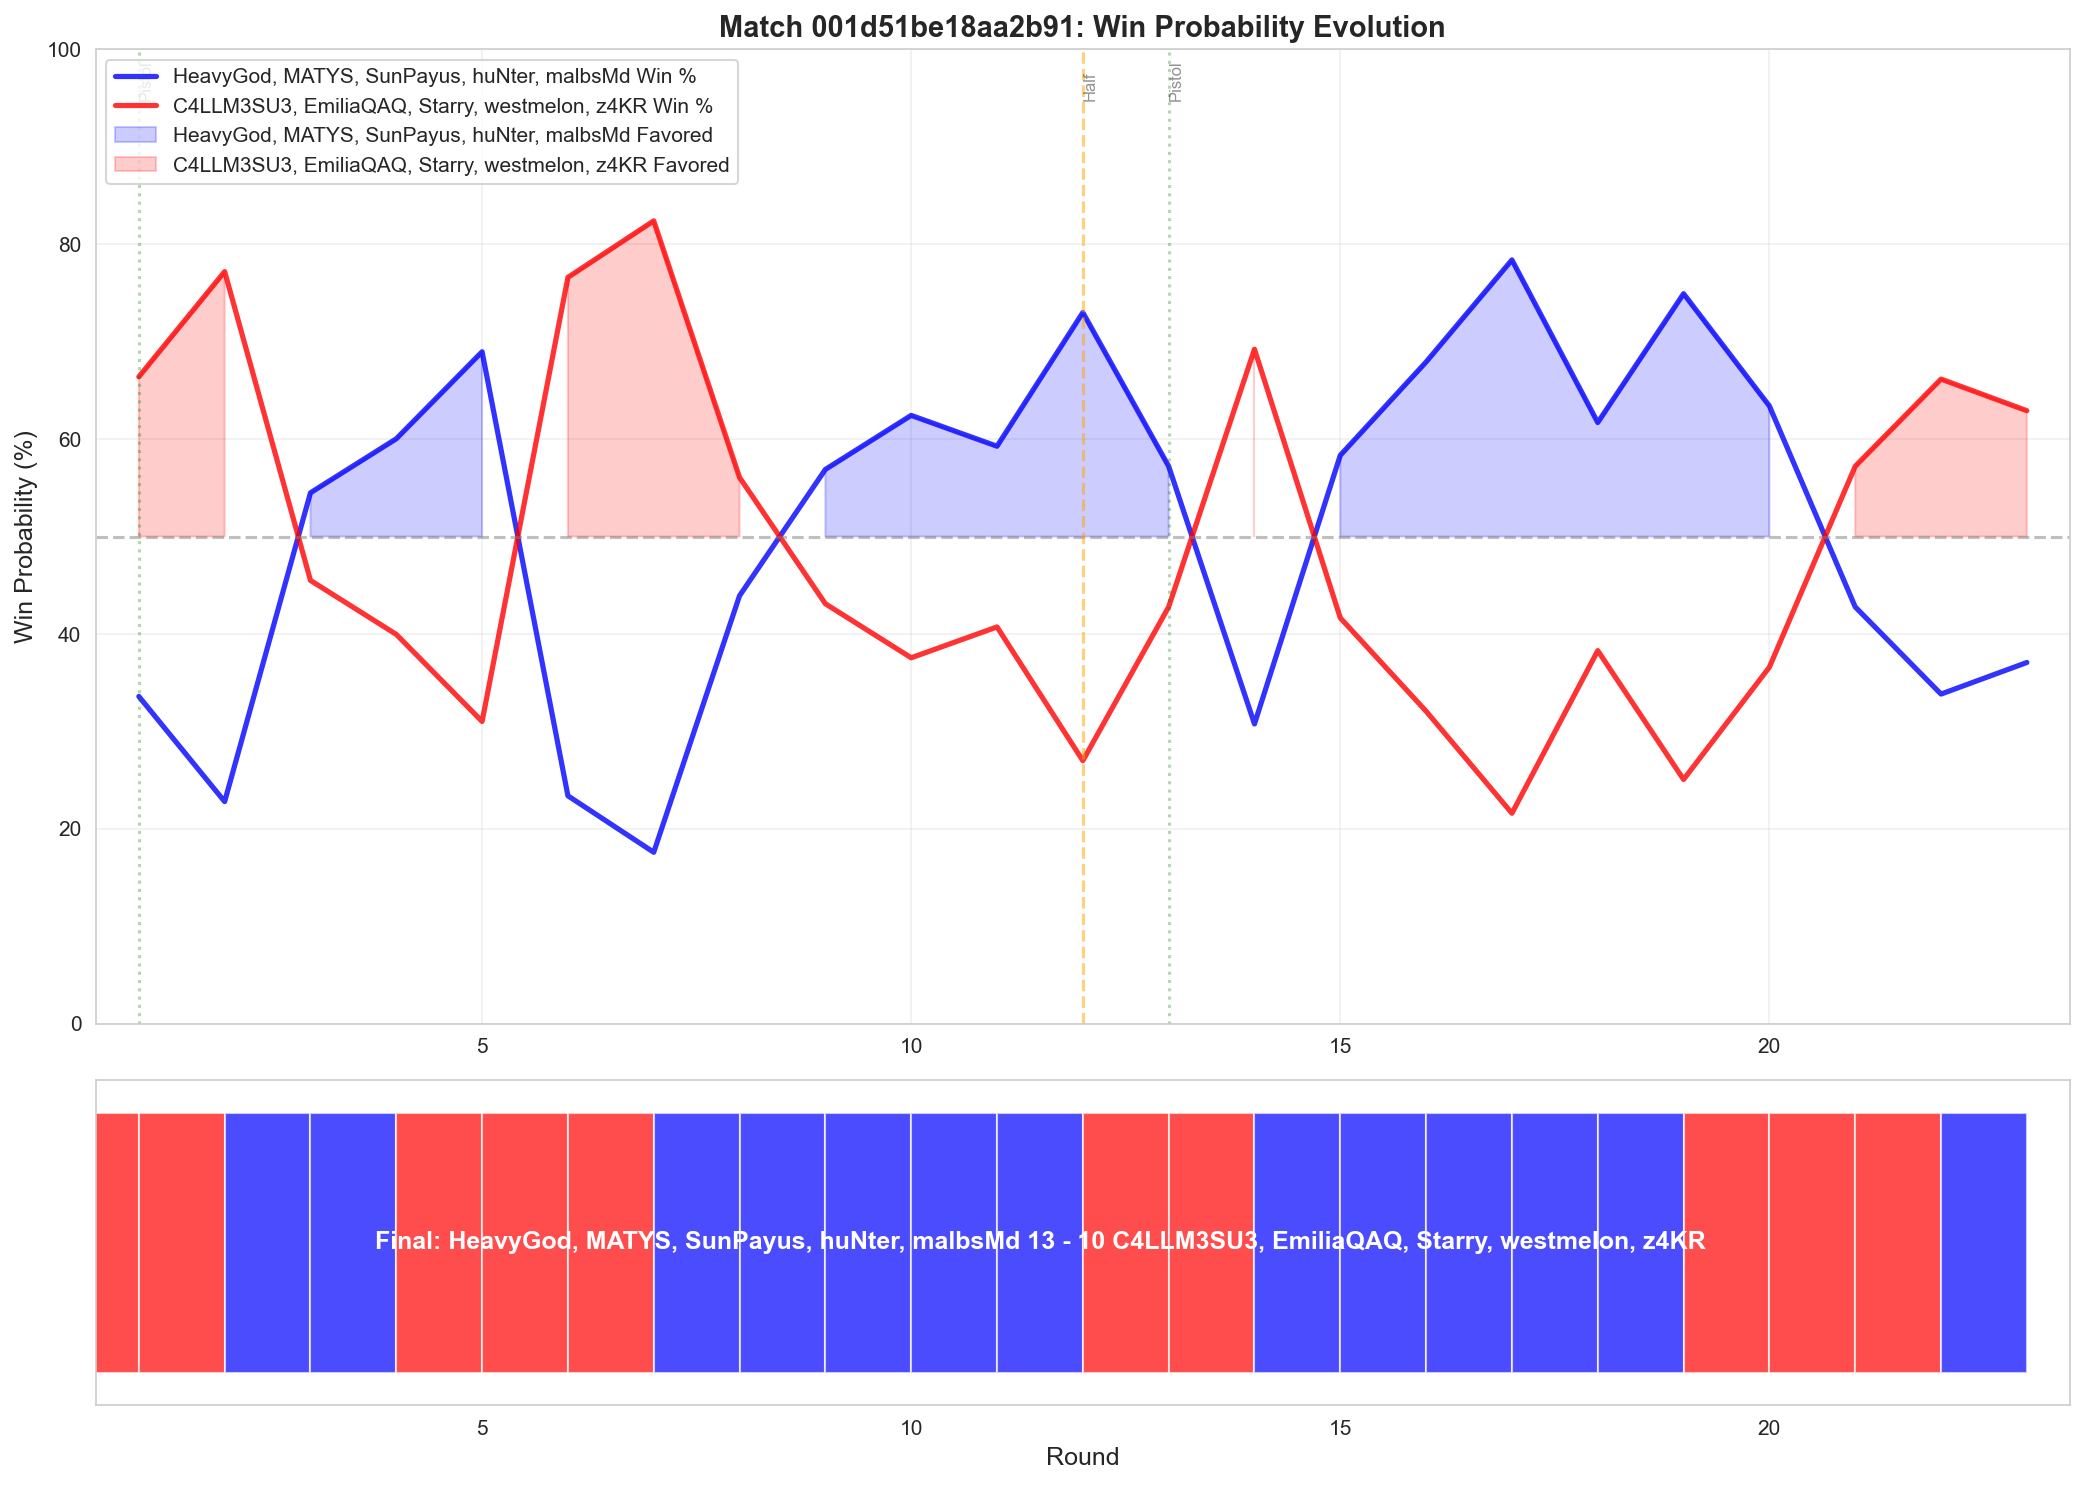 Match 001d51be18aa2b91: Win Probability Evolution
Win Probability (%)
100
80
60
40
20
0
HeavyGod, MATYS, SunPayus, huNter, malbsMd Win %
C4LLM3SU3, EmiliaQAQ, Starry, westmelon, z4KR Win %
HeavyGod, MATYS, SunPayus, huNter, malbsMd Favored
C4LLM3SU3, EmiliaQAQ, Starry, westmelon, z4KR Favored
Pistol
Half
Pistol
5
10
15
20
Final: HeavyGod, MATYS, SunPayus, huNter, malbsMd 13 - 10 C4LLM3SU3, EmiliaQAQ, Starry, westmelon, z4KR
5
10
15
20
Round